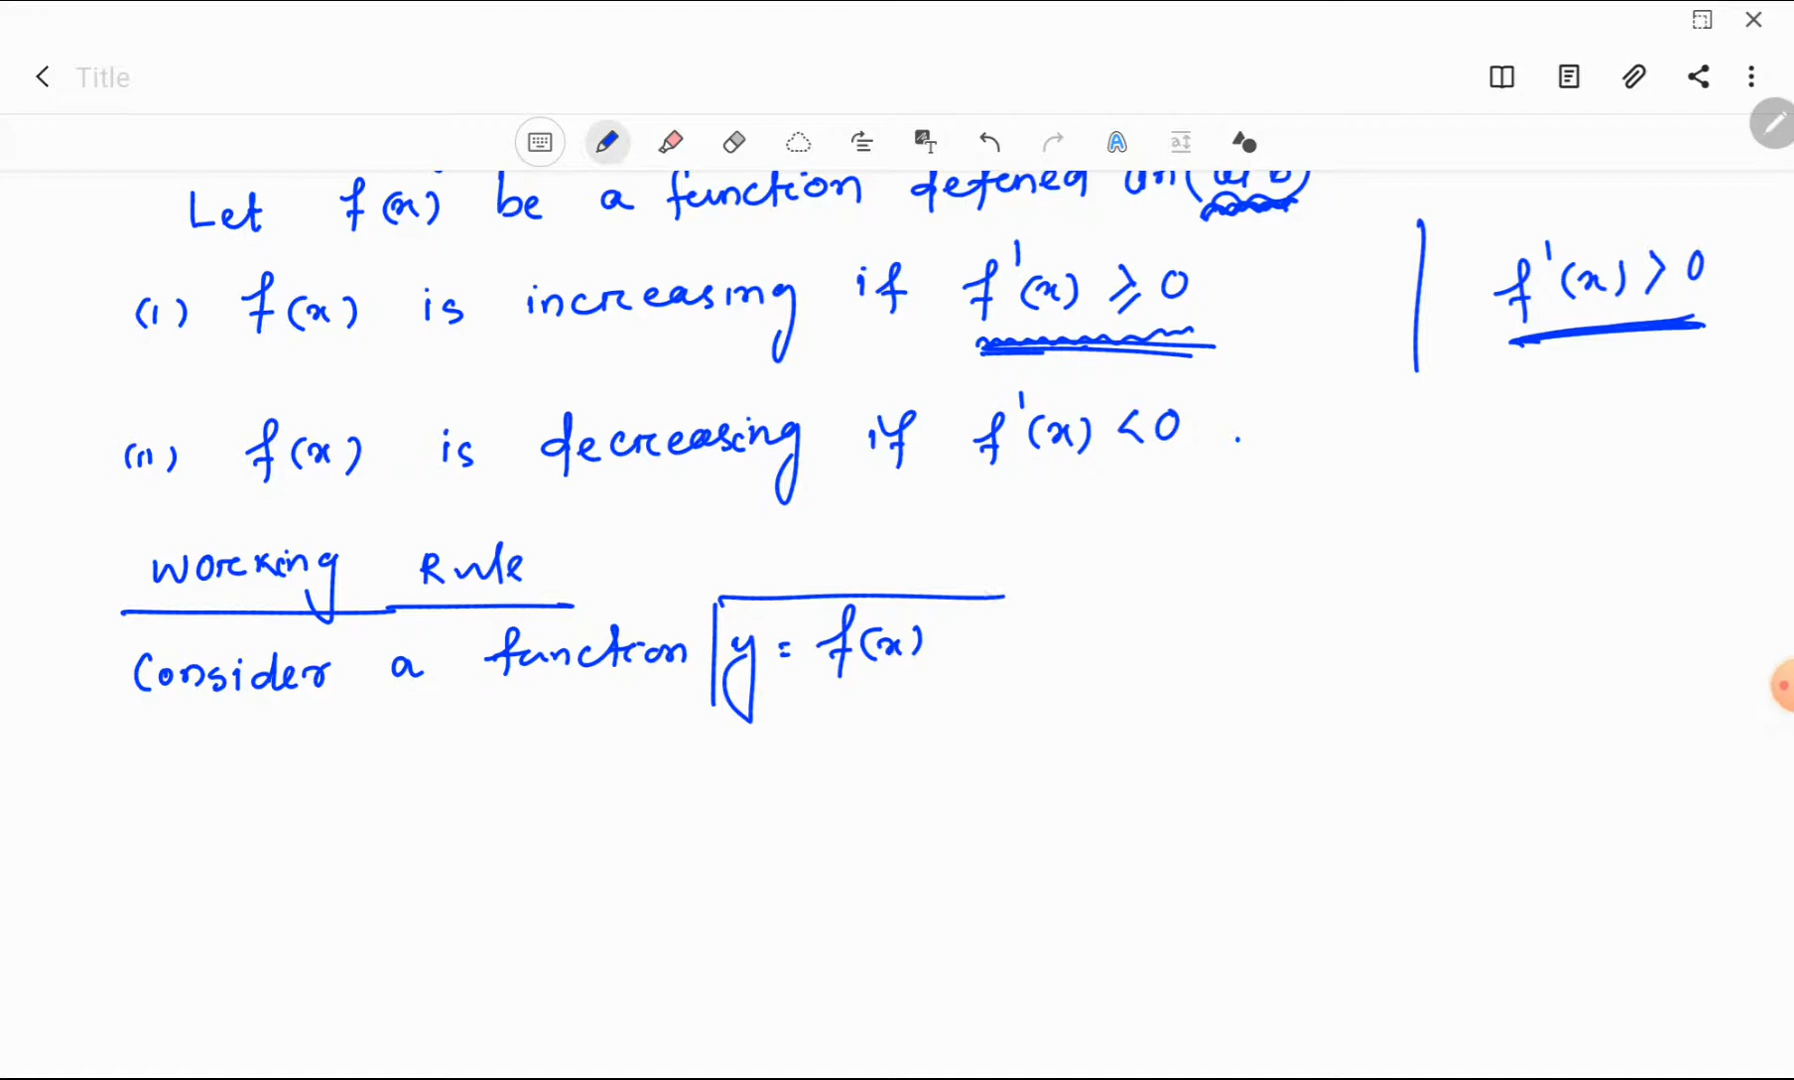 Title
Let f(x) be a function defined on (a, b)
(i) f(x) is increasing if f'(x) ⩾ 0
f'(x) > 0
(ii) f(x) is decreasing if f'(x) < 0 .
Working Rule
Consider a function y = f(x)